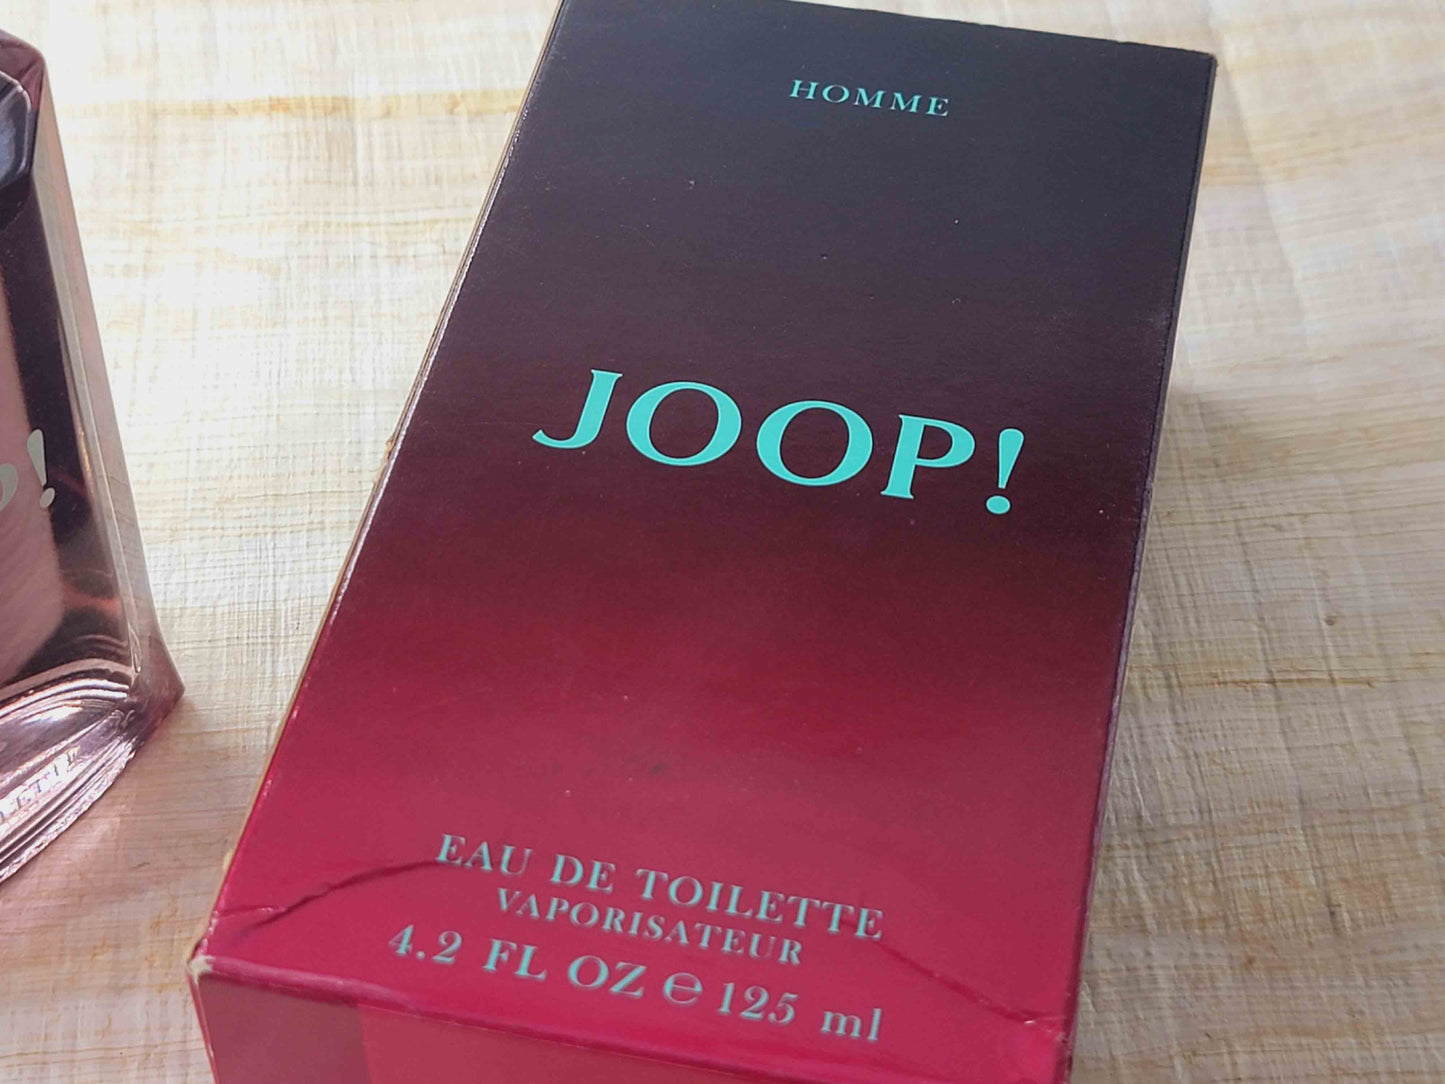 HOMME
JOOP!
P!
EAU DE TOILETTE
VAPORISATEUR
4.2 FL OZ ℮ 125 ml